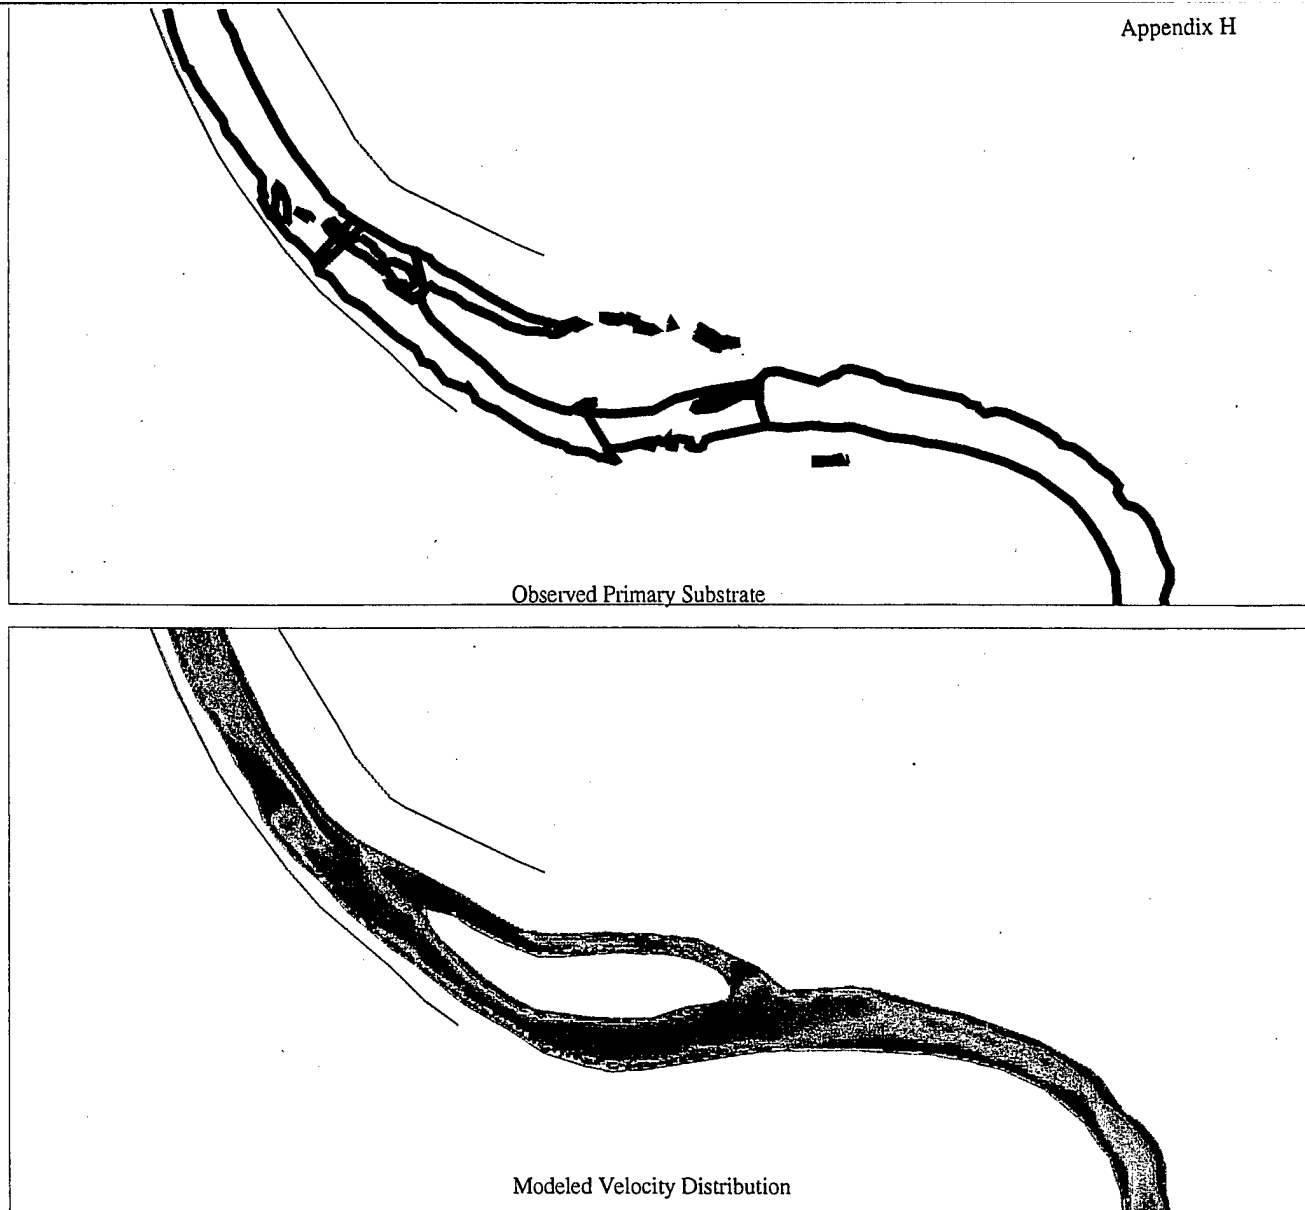 Appendix H
Observed Primary Substrate
Modeled Velocity Distribution